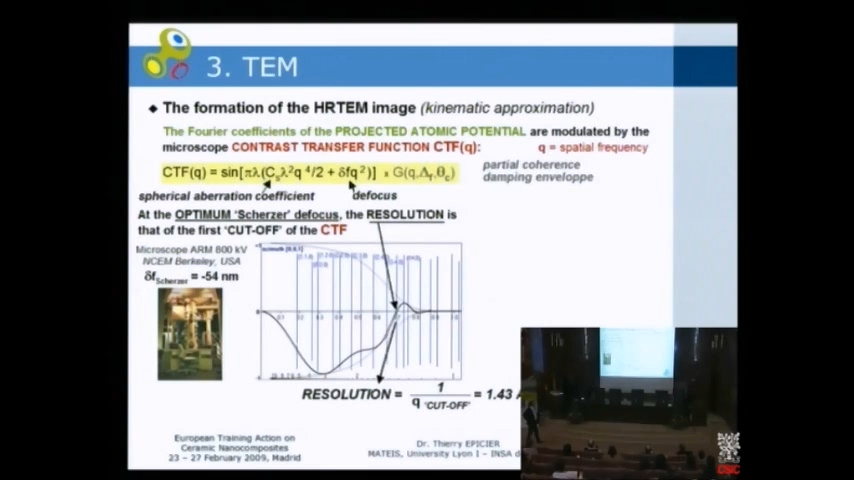 3. TEM
◆ The formation of the HRTEM image (kinematic approximation)
The Fourier coefficients of the PROJECTED ATOMIC POTENTIAL are modulated by the
microscope CONTRAST TRANSFER FUNCTION CTF(q): q = spatial frequency
CTF(q) = sin[πλ(Csλ²q⁴/2 + δfq²)] x G(q,Δf,θc) partial coherence
damping enveloppe
spherical aberration coefficient defocus
At the OPTIMUM 'Scherzer' defocus, the RESOLUTION is
that of the first 'CUT-OFF' of the CTF
Microscope ARM 800 kV
NCEM Berkeley, USA
δfScherzer = -54 nm
RESOLUTION = 1 / q 'CUT-OFF' = 1.43
European Training Action on
Ceramic Nanocomposites
23 – 27 February 2009, Madrid
Dr. Thierry EPICIER
MATEIS, University Lyon I – INSA
CSIC